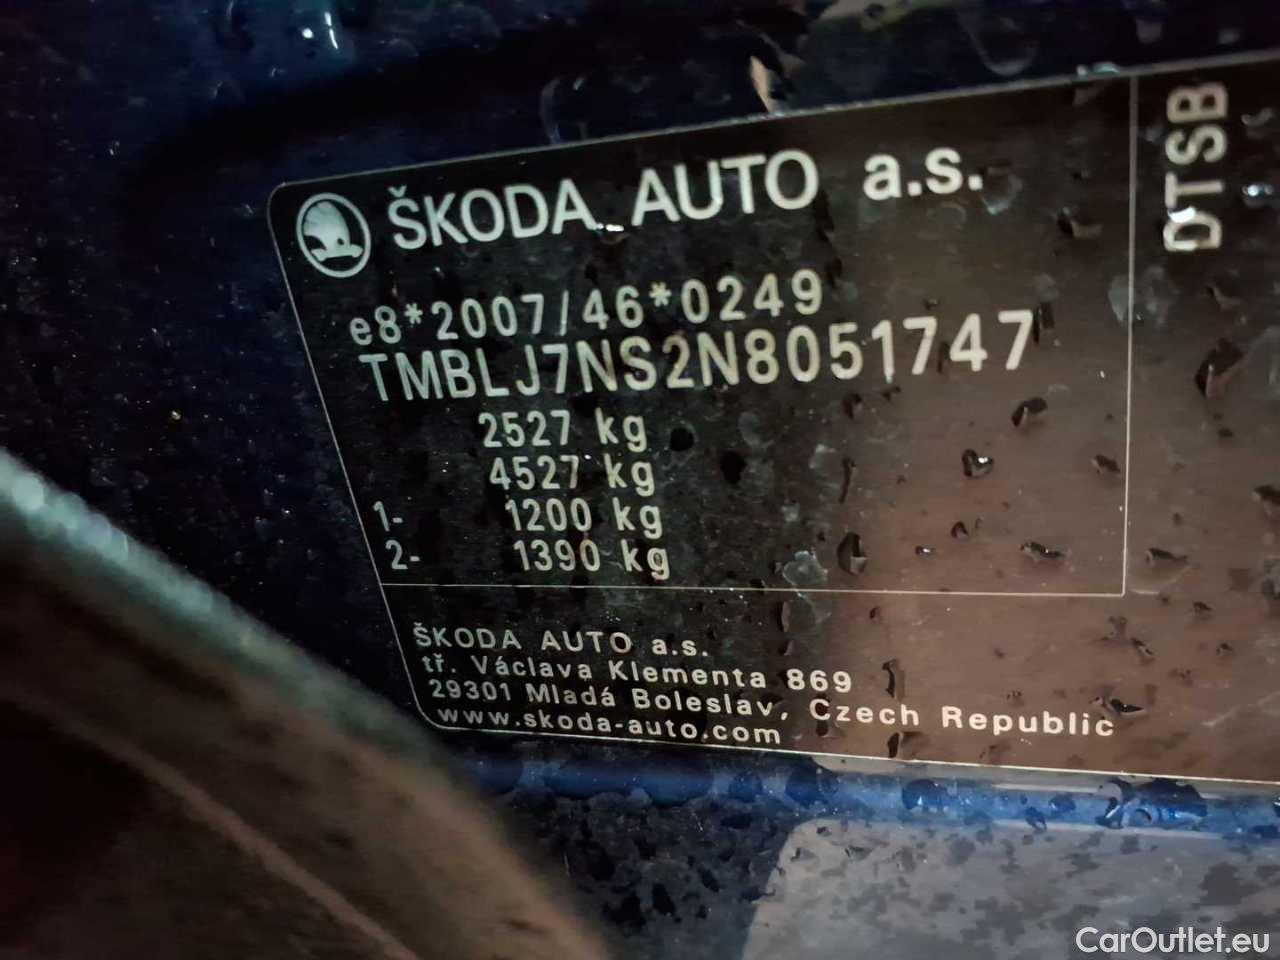 ŠKODA AUTO a.s.
DTSB
e8*2007/46*0249
TMBLJ7NS2N8051747
2527 kg
4527 kg
1- 1200 kg
2- 1390 kg
ŠKODA AUTO a.s.
tř. Václava Klementa 869
29301 Mladá Boleslav, Czech Republic
www.skoda-auto.com
CarOutlet.eu